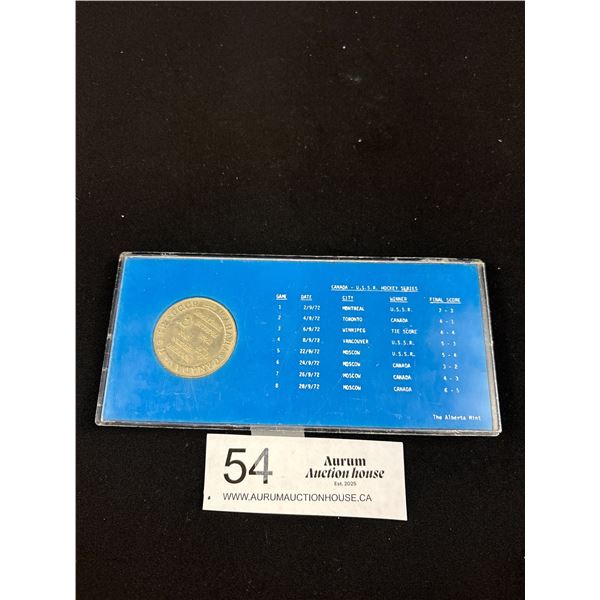 CANADA - U.S.S.R. HOCKEY SERIES
GAME DATE CITY WINNER FINAL SCORE
1 2/9/72 MONTREAL U.S.S.R. 7 - 3
2 4/9/72 TORONTO CANADA 4 - 1
3 6/9/72 WINNIPEG TIE SCORE 4 - 4
4 8/9/72 VANCOUVER U.S.S.R. 5 - 3
5 22/9/72 MOSCOW U.S.S.R. 5 - 4
6 24/9/72 MOSCOW CANADA 3 - 2
7 26/9/72 MOSCOW CANADA 4 - 3
8 28/9/72 MOSCOW CANADA 6 - 5
The Alberta Mint
54
Aurum
Auction house
Est. 2025
WWW.AURUMAUCTIONHOUSE.CA